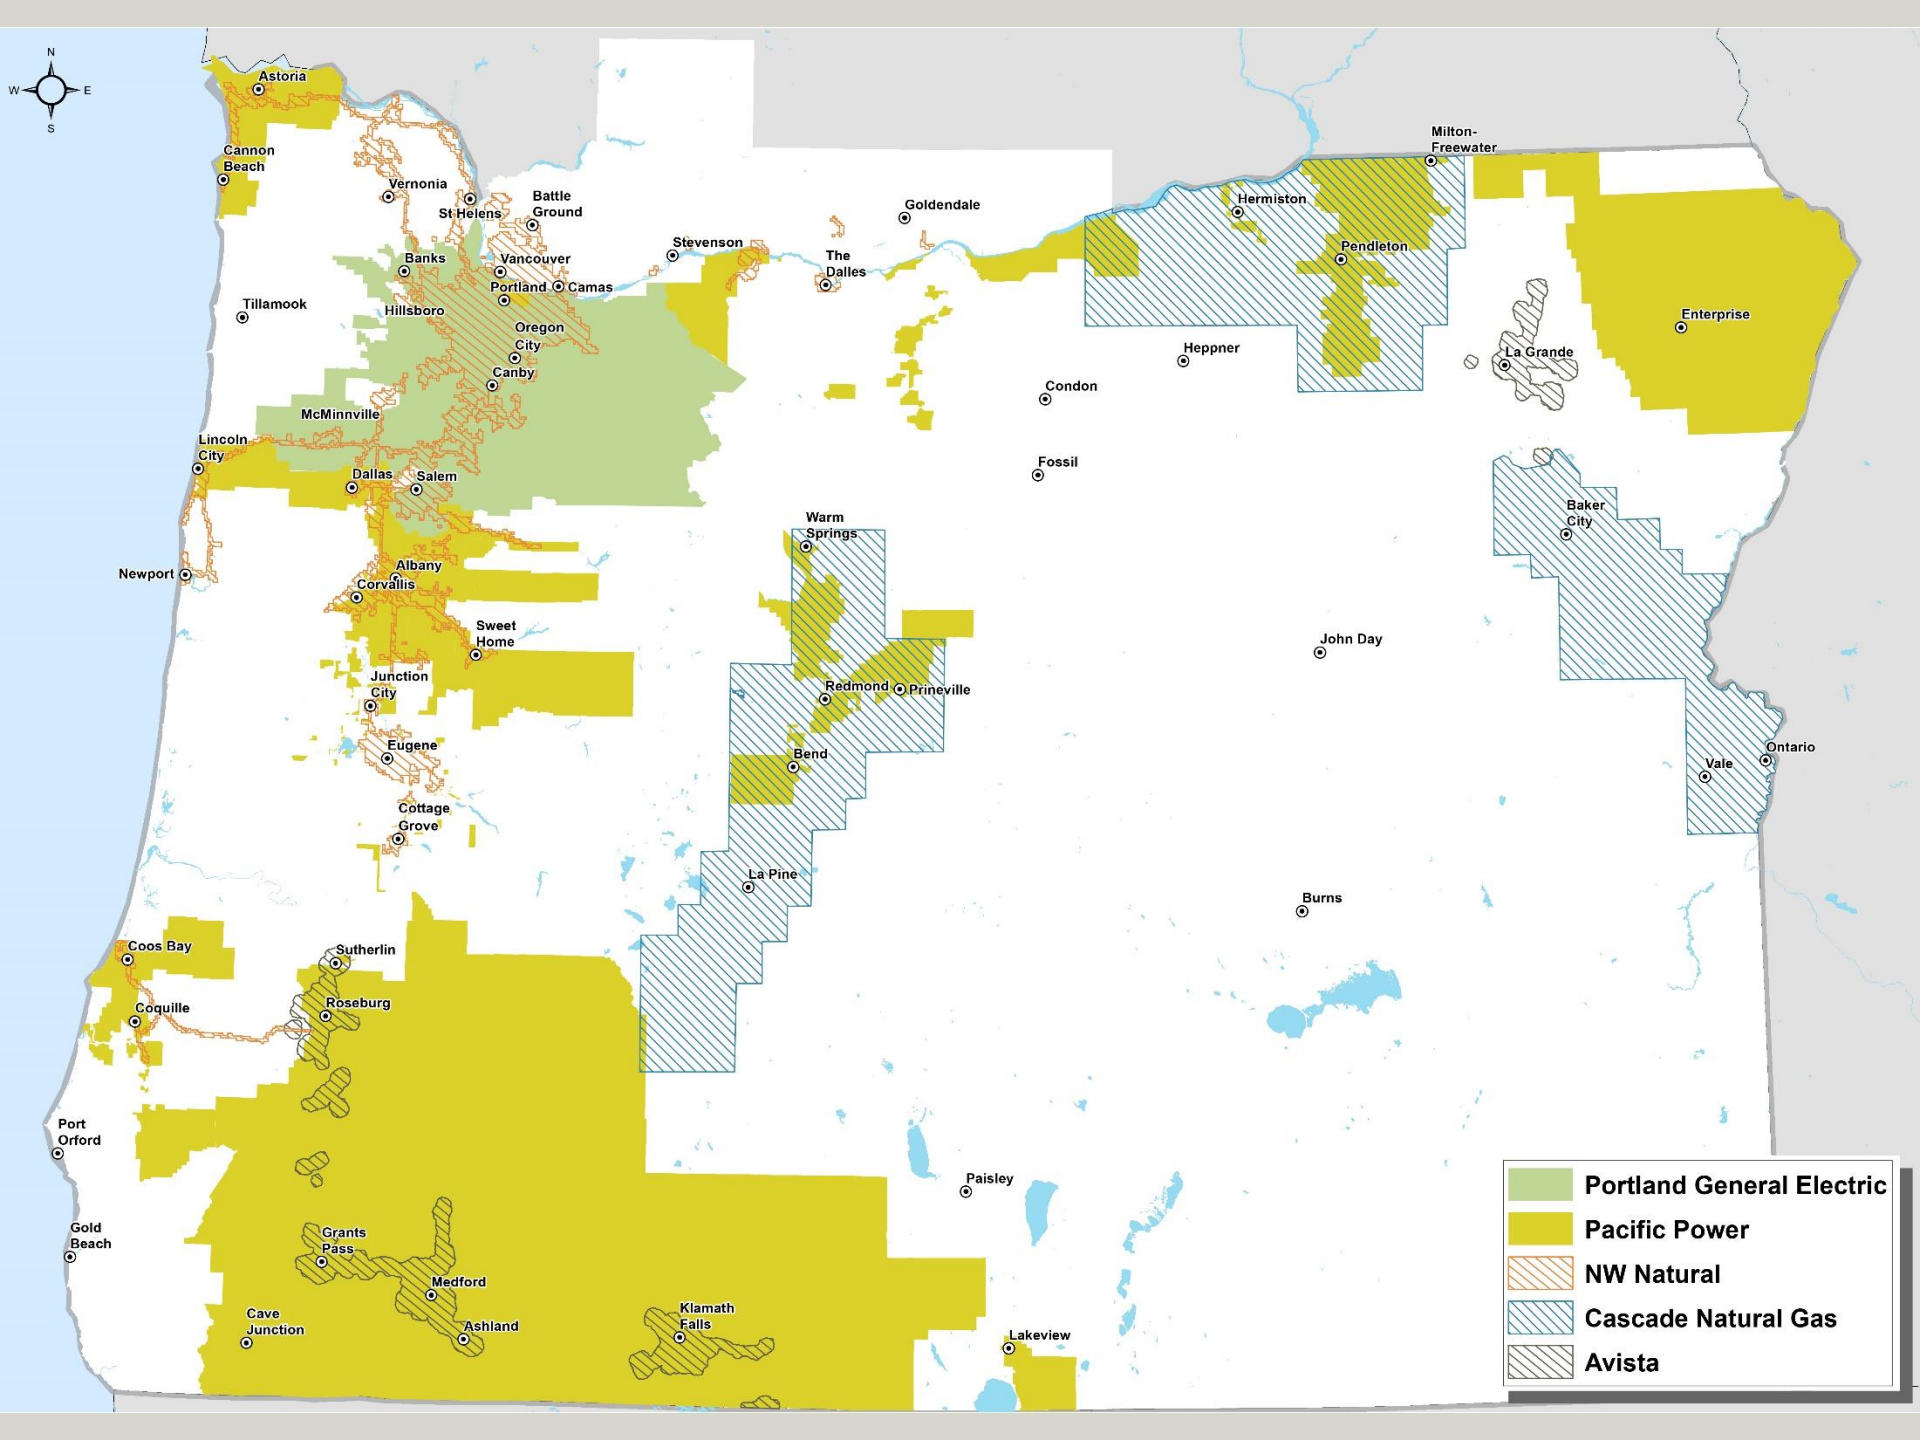 N
W
E
S
Astoria
Cannon
Beach
Vernonia
St Helens
Battle
Ground
Goldendale
Stevenson
The
Dalles
Banks
Vancouver
Portland
Camas
Tillamook
Hillsboro
Oregon
City
Canby
McMinnville
Lincoln
City
Dallas
Salem
Newport
Albany
Corvallis
Sweet
Home
Junction
City
Eugene
Cottage
Grove
Milton-
Freewater
Hermiston
Pendleton
Heppner
Condon
Fossil
La Grande
Enterprise
Baker
City
Warm
Springs
Redmond
Prineville
Bend
La Pine
John Day
Ontario
Vale
Burns
Coos Bay
Sutherlin
Roseburg
Coquille
Port
Orford
Gold
Beach
Grants
Pass
Medford
Ashland
Cave
Junction
Klamath
Falls
Paisley
Lakeview
Portland General Electric
Pacific Power
NW Natural
Cascade Natural Gas
Avista